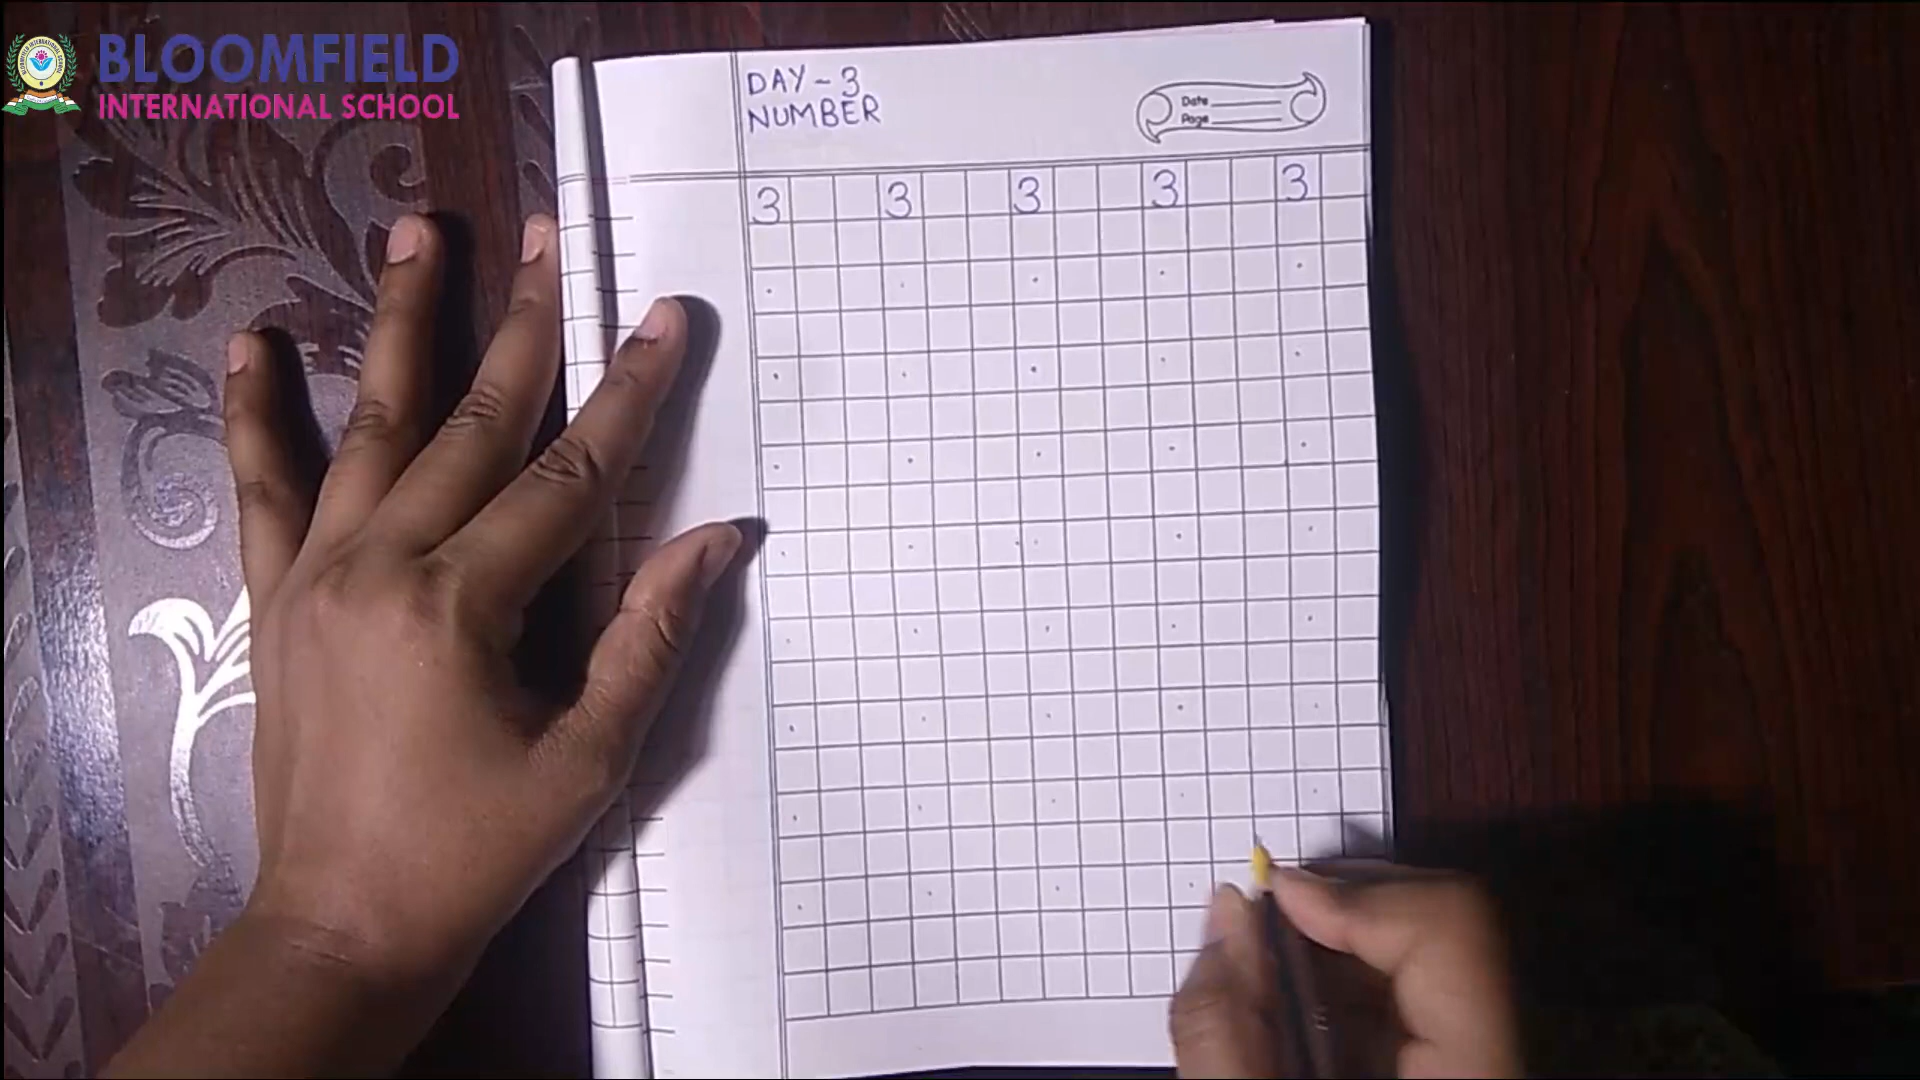 BLOOMFIELD
INTERNATIONAL SCHOOL
DAY - 3
NUMBER
Date
Page
3 3 3 3 3